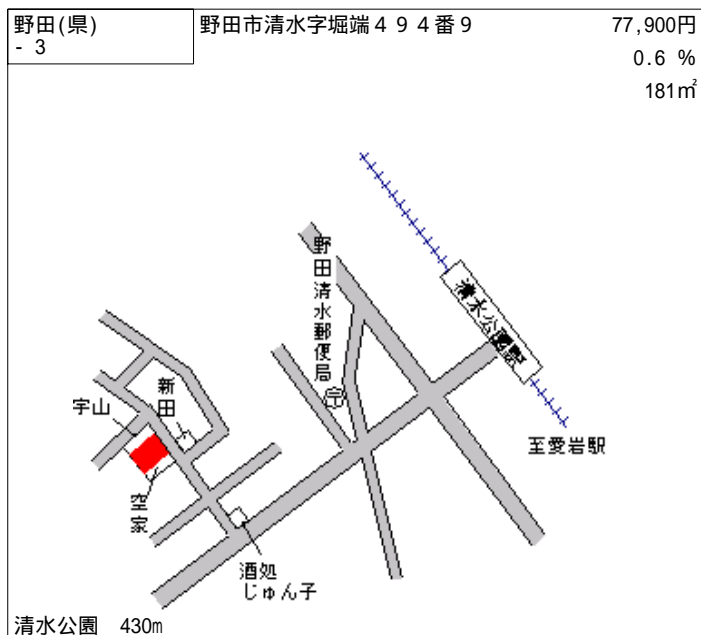 野田(県)
- 3
野田市清水字堀端４９４番９
77,900円
0.6 %
181㎡
野田清水郵便局
清水公園駅
新田
宇山
至愛岩駅
空家
酒処
じゅん子
清水公園 430m